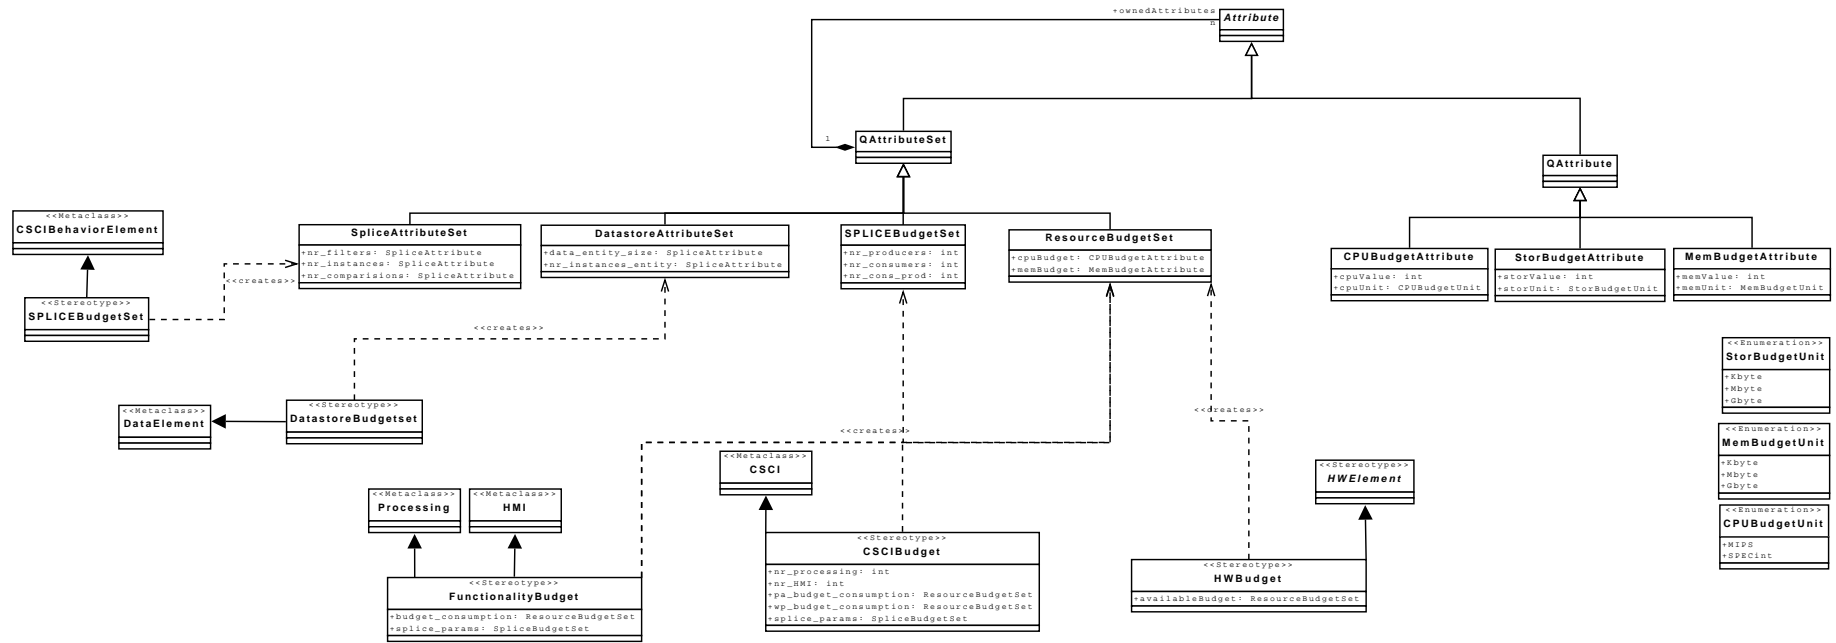 +ownedAttributes
n
Attribute
1
QAttributeSet
QAttribute
<<Metaclass>>
CSCIBehaviorElement
SpliceAttributeSet
+nr_filters: SpliceAttribute
+nr_instances: SpliceAttribute
+nr_comparisions: SpliceAttribute
DatastoreAttributeSet
+data_entity_size: SpliceAttribute
+nr_instances_entity: SpliceAttribute
SPLICEBudgetSet
+nr_producers: int
+nr_consumers: int
+nr_cons_prod: int
ResourceBudgetSet
+cpuBudget: CPUBudgetAttribute
+memBudget: MemBudgetAttribute
CPUBudgetAttribute
+cpuValue: int
+cpuUnit: CPUBudgetUnit
StorBudgetAttribute
+storValue: int
+storUnit: StorBudgetUnit
MemBudgetAttribute
+memValue: int
+memUnit: MemBudgetUnit
<<creates>>
<<Stereotype>>
SPLICEBudgetSet
<<creates>>
<<Enumeration>>
StorBudgetUnit
+Kbyte
+Mbyte
+Gbyte
<<Metaclass>>
DataElement
<<Stereotype>>
DatastoreBudgetset
<<creates>>
<<creates>>
<<Enumeration>>
MemBudgetUnit
+Kbyte
+Mbyte
+Gbyte
<<Metaclass>>
CSCI
<<Stereotype>>
HWElement
<<Metaclass>>
Processing
<<Metaclass>>
HMI
<<Enumeration>>
CPUBudgetUnit
+MIPS
+SPECint
<<Stereotype>>
CSCIBudget
+nr_processing: int
+nr_HMI: int
+pa_budget_consumption: ResourceBudgetSet
+wp_budget_consumption: ResourceBudgetSet
+splice_params: SpliceBudgetSet
<<Stereotype>>
HWBudget
+availableBudget: ResourceBudgetSet
<<Stereotype>>
FunctionalityBudget
+budget_consumption: ResourceBudgetSet
+splice_params: SpliceBudgetSet